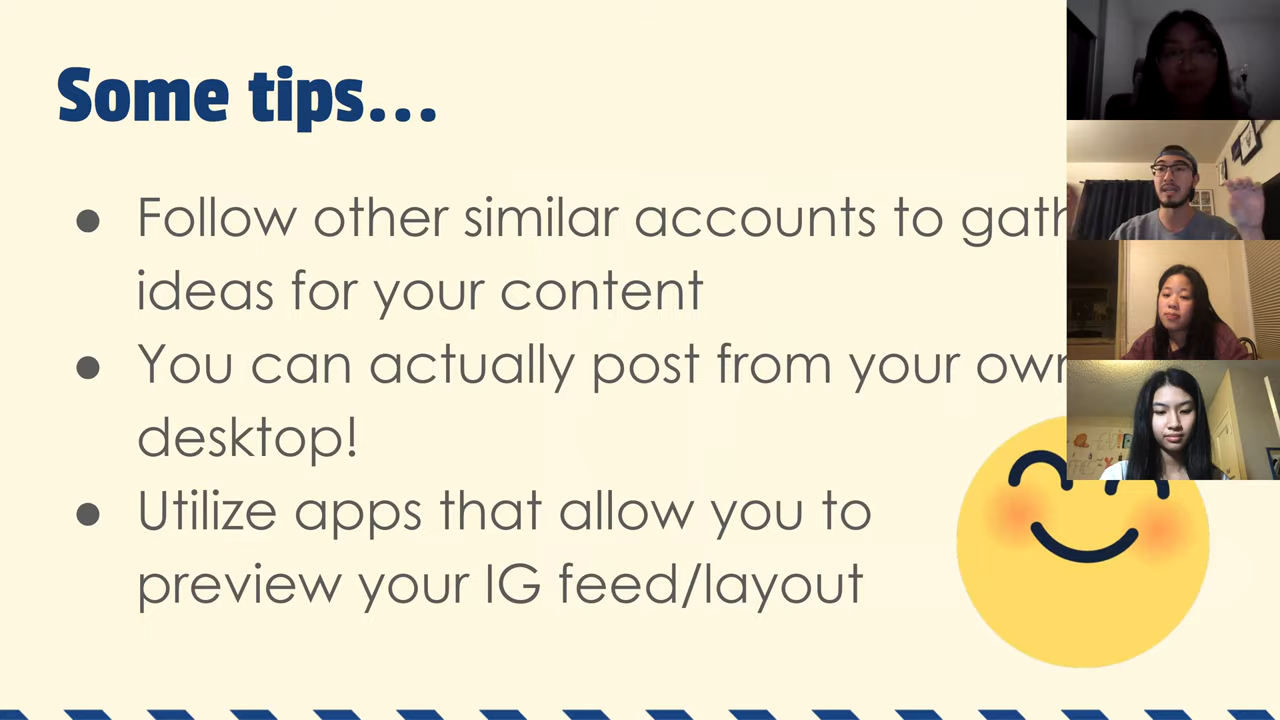 Some tips...
● Follow other similar accounts to gath
ideas for your content
● You can actually post from your own
desktop!
● Utilize apps that allow you to
preview your IG feed/layout